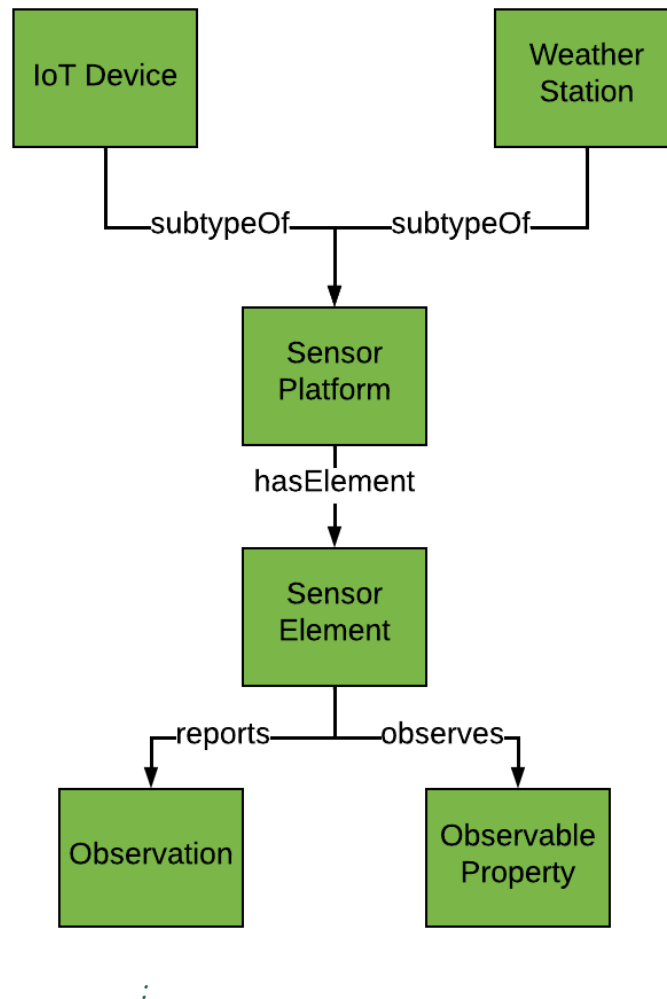 IoT Device
Weather
Station
subtypeOf
subtypeOf
Sensor
Platform
hasElement
Sensor
Element
reports
observes
Observation
Observable
Property
: